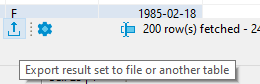 F 1985-02-18
200 row(s) fetched - 24
Export result set to file or another table